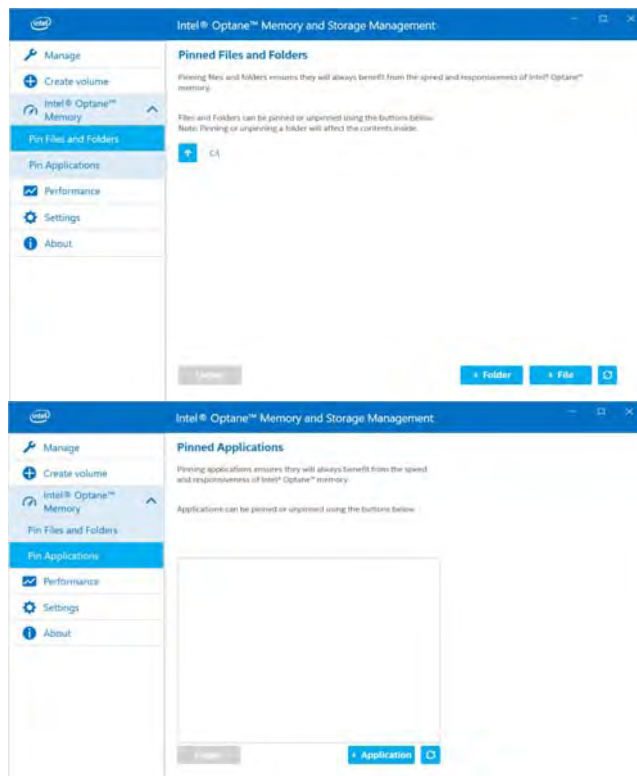 intel
Intel® Optane™ Memory and Storage Management
Manage
Create volume
Intel® Optane™
Memory
Pin Files and Folders
Pin Applications
Performance
Settings
About
Pinned Files and Folders
Pinning files and folders ensures they will always benefit from the speed and responsiveness of Intel® Optane™
memory.
Files and Folders can be pinned or unpinned using the buttons below.
Note: Pinning or unpinning a folder will affect the contents inside.
C:\
+ Folder
+ File
intel
Intel® Optane™ Memory and Storage Management
Manage
Create volume
Intel® Optane™
Memory
Pin Files and Folders
Pin Applications
Performance
Settings
About
Pinned Applications
Pinning applications ensures they will always benefit from the speed
and responsiveness of Intel® Optane™ memory.
Applications can be pinned or unpinned using the buttons below.
+ Application